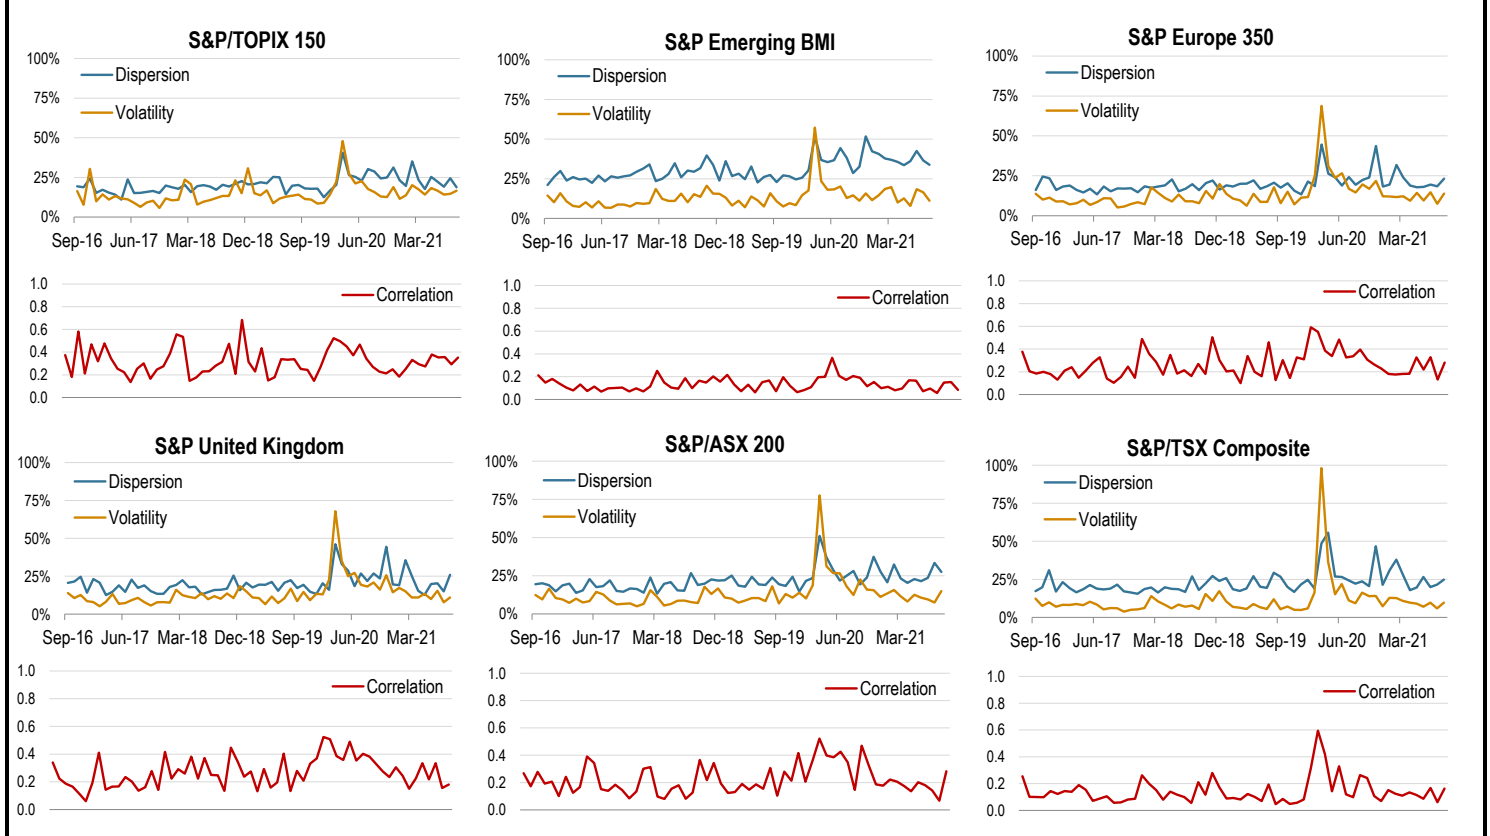 S&P/TOPIX 150
100%
75%
50%
25%
0%
Dispersion
Volatility
Sep-16 Jun-17 Mar-18 Dec-18 Sep-19 Jun-20 Mar-21
1.0
0.8
0.6
0.4
0.2
0.0
Correlation
S&P Emerging BMI
100%
75%
50%
25%
0%
Dispersion
Volatility
Sep-16 Jun-17 Mar-18 Dec-18 Sep-19 Jun-20 Mar-21
1.0
0.8
0.6
0.4
0.2
0.0
Correlation
S&P Europe 350
100%
75%
50%
25%
0%
Dispersion
Volatility
Sep-16 Jun-17 Mar-18 Dec-18 Sep-19 Jun-20 Mar-21
1.0
0.8
0.6
0.4
0.2
0.0
Correlation
S&P United Kingdom
100%
75%
50%
25%
0%
Dispersion
Volatility
Sep-16 Jun-17 Mar-18 Dec-18 Sep-19 Jun-20 Mar-21
1.0
0.8
0.6
0.4
0.2
0.0
Correlation
S&P/ASX 200
100%
75%
50%
25%
0%
Dispersion
Volatility
Sep-16 Jun-17 Mar-18 Dec-18 Sep-19 Jun-20 Mar-21
1.0
0.8
0.6
0.4
0.2
0.0
Correlation
S&P/TSX Composite
100%
75%
50%
25%
0%
Dispersion
Volatility
Sep-16 Jun-17 Mar-18 Dec-18 Sep-19 Jun-20 Mar-21
1.0
0.8
0.6
0.4
0.2
0.0
Correlation